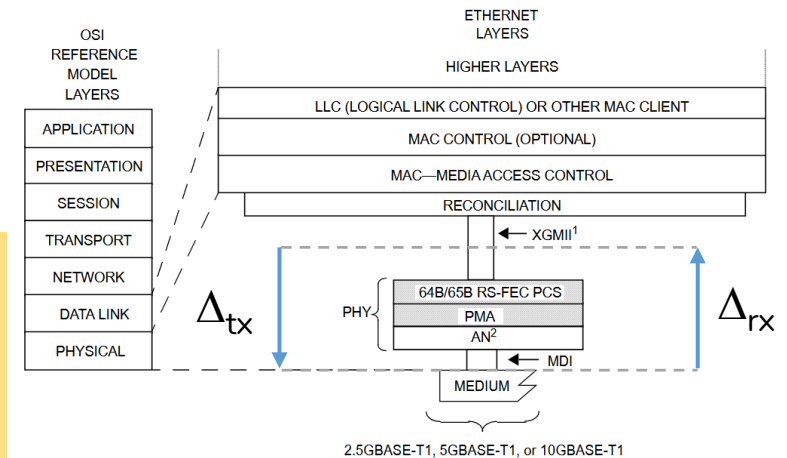 OSI
REFERENCE
MODEL
LAYERS
APPLICATION
PRESENTATION
SESSION
TRANSPORT
NETWORK
DATA LINK
PHYSICAL
ETHERNET
LAYERS
HIGHER LAYERS
LLC (LOGICAL LINK CONTROL) OR OTHER MAC CLIENT
MAC CONTROL (OPTIONAL)
MAC—MEDIA ACCESS CONTROL
RECONCILIATION
XGMII¹
Δtx
PHY
64B/65B RS-FEC PCS
PMA
AN²
Δrx
MDI
MEDIUM
2.5GBASE-T1, 5GBASE-T1, or 10GBASE-T1